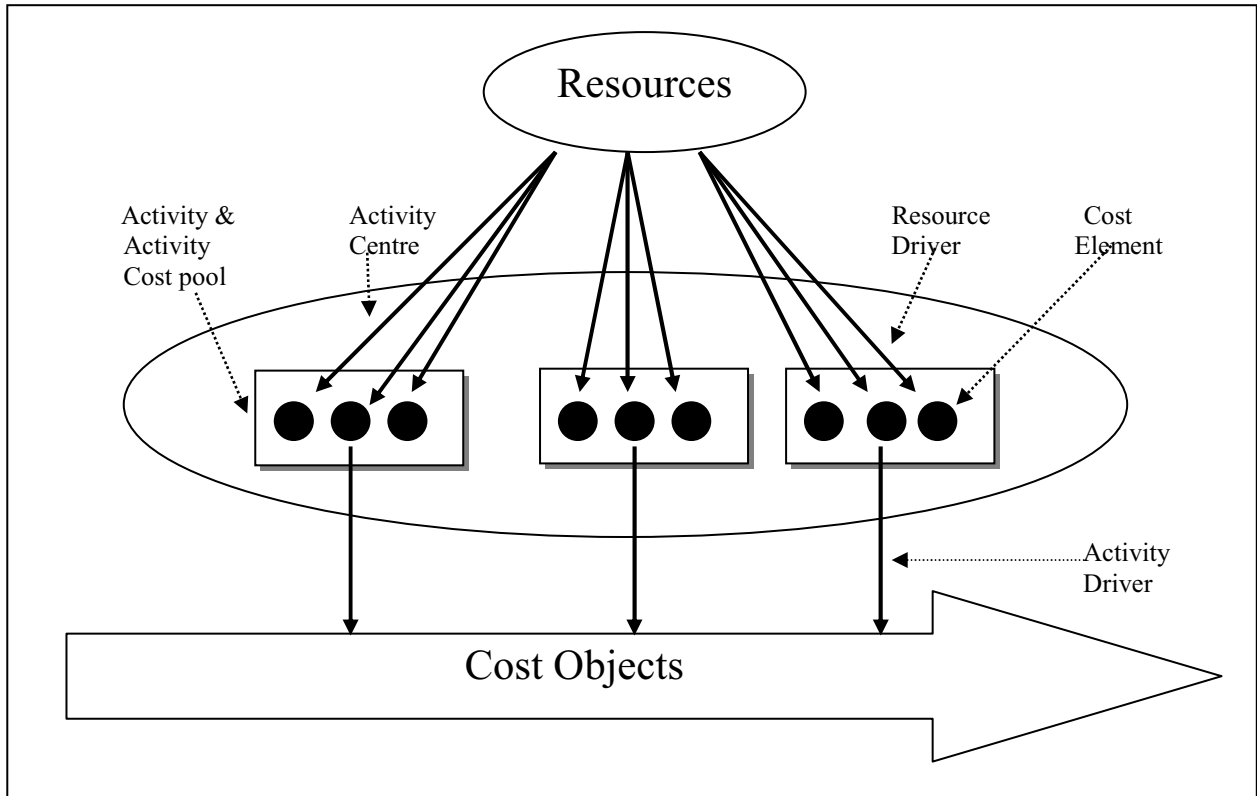 Resources
Activity &
Activity
Cost pool
Activity
Centre
Resource
Driver
Cost
Element
Activity
Driver
Cost Objects